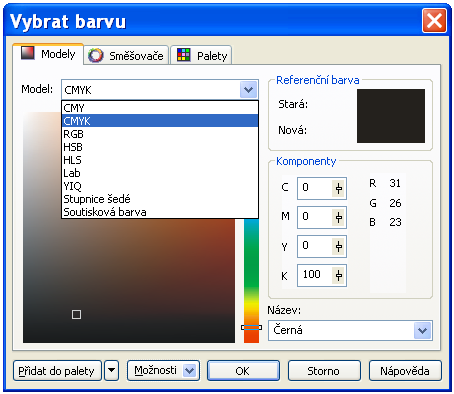 Vybrat barvu
Modely
Směšovače
Palety
Model:
CMYK
CMY
CMYK
RGB
HSB
HLS
Lab
YIQ
Stupnice šedé
Soutisková barva
Referenční barva
Stará:
Nová:
Komponenty
C 0 R 31
M 0 G 26
Y 0 B 23
K 100
Název:
Černá
Přidat do palety
Možnosti
OK
Storno
Nápověda